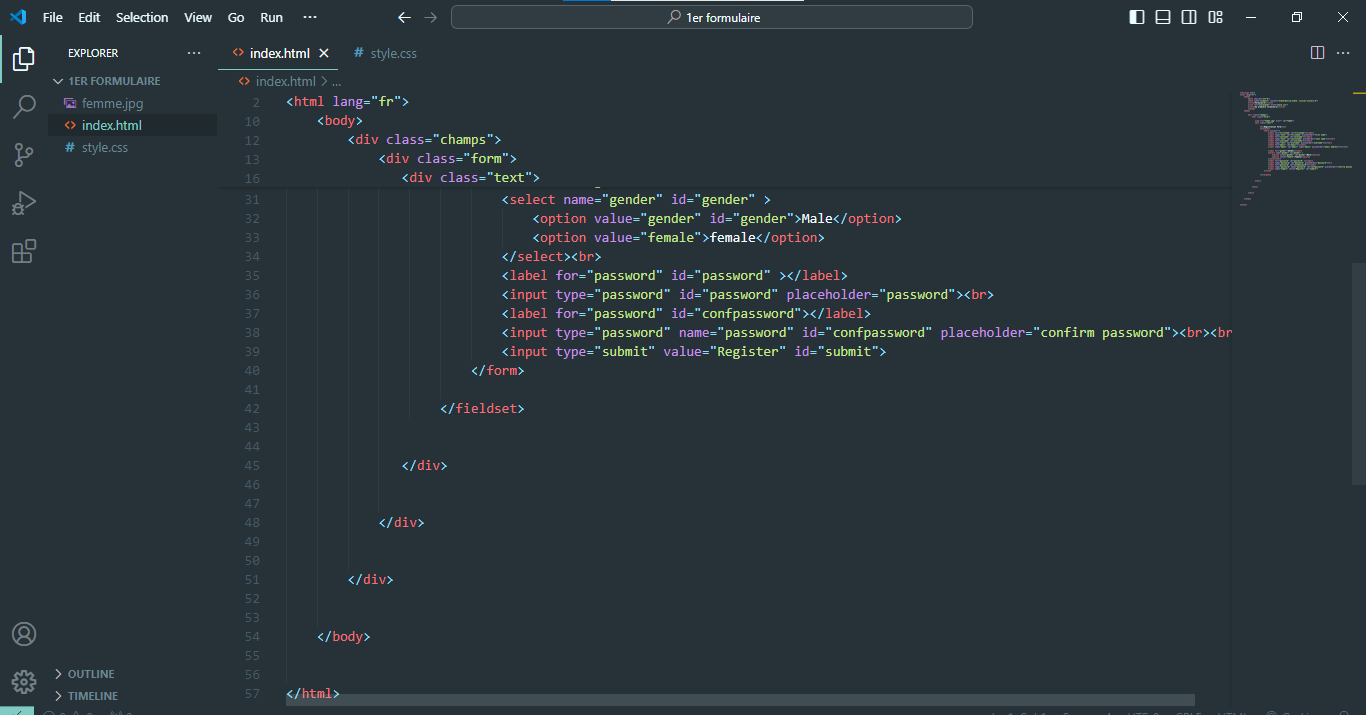 File Edit Selection View Go Run ···
1er formulaire
EXPLORER ···
1ER FORMULAIRE
femme.jpg
index.html
style.css
index.html
style.css
index.html > ...
2 <html lang="fr">
10 <body>
12 <div class="champs">
13 <div class="form">
16 <div class="text">
31 <select name="gender" id="gender" >
32 <option value="gender" id="gender">Male</option>
33 <option value="female">female</option>
34 </select><br>
35 <label for="password" id="password" ></label>
36 <input type="password" id="password" placeholder="password"><br>
37 <label for="password" id="confpassword"></label>
38 <input type="password" name="password" id="confpassword" placeholder="confirm password"><br><br
39 <input type="submit" value="Register" id="submit">
40 </form>
41
42 </fieldset>
43
44
45 </div>
46
47
48 </div>
49
50
51 </div>
52
53
54 </body>
55
56
57 </html>
OUTLINE
TIMELINE